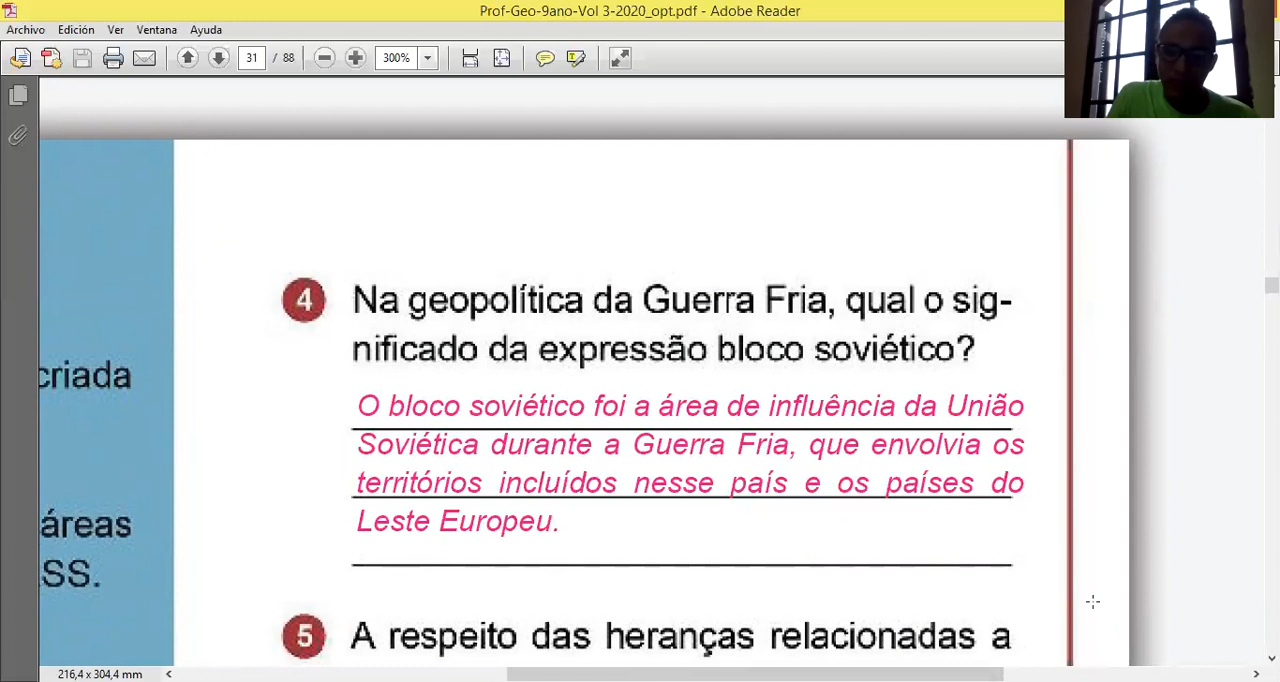 Prof-Geo-9ano-Vol 3-2020_opt.pdf - Adobe Reader
Archivo Edición Ver Ventana Ayuda
31 / 88 300%
4 Na geopolítica da Guerra Fria, qual o sig-
nificado da expressão bloco soviético?
criada
O bloco soviético foi a área de influência da União
Soviética durante a Guerra Fria, que envolvia os
territórios incluídos nesse país e os países do
Leste Europeu.
áreas
SS.
5 A respeito das heranças relacionadas a
216,4 x 304,4 mm